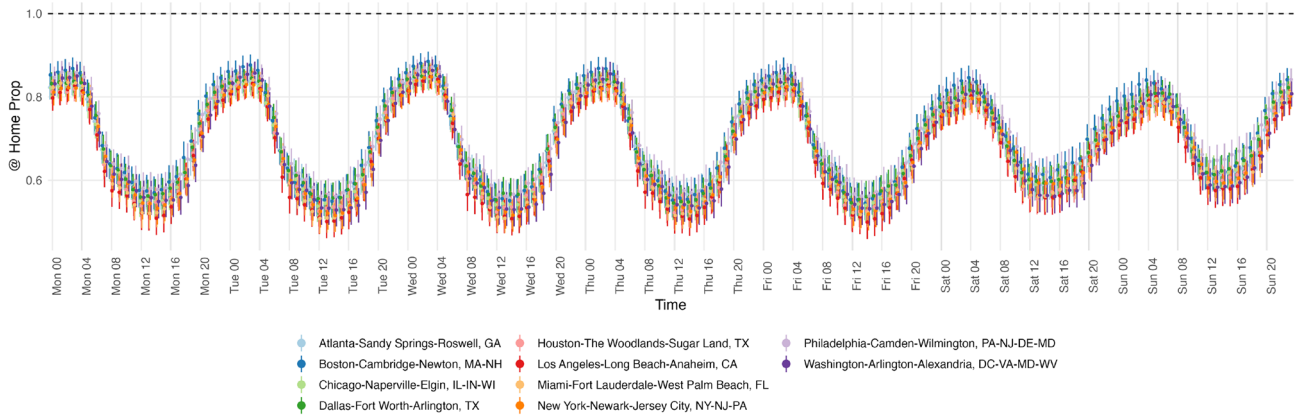 1.0
0.8
0.6
@ Home Prop
Mon 00 Mon 04 Mon 08 Mon 12 Mon 16 Mon 20 Tue 00 Tue 04 Tue 08 Tue 12 Tue 16 Tue 20 Wed 00 Wed 04 Wed 08 Wed 12 Wed 16 Wed 20 Thu 00 Thu 04 Thu 08 Thu 12 Thu 16 Thu 20 Fri 00 Fri 04 Fri 08 Fri 12 Fri 16 Fri 20 Sat 00 Sat 04 Sat 08 Sat 12 Sat 16 Sat 20 Sun 00 Sun 04 Sun 08 Sun 12 Sun 16 Sun 20
Time
Atlanta-Sandy Springs-Roswell, GA
Boston-Cambridge-Newton, MA-NH
Chicago-Naperville-Elgin, IL-IN-WI
Dallas-Fort Worth-Arlington, TX
Houston-The Woodlands-Sugar Land, TX
Los Angeles-Long Beach-Anaheim, CA
Miami-Fort Lauderdale-West Palm Beach, FL
New York-Newark-Jersey City, NY-NJ-PA
Philadelphia-Camden-Wilmington, PA-NJ-DE-MD
Washington-Arlington-Alexandria, DC-VA-MD-WV